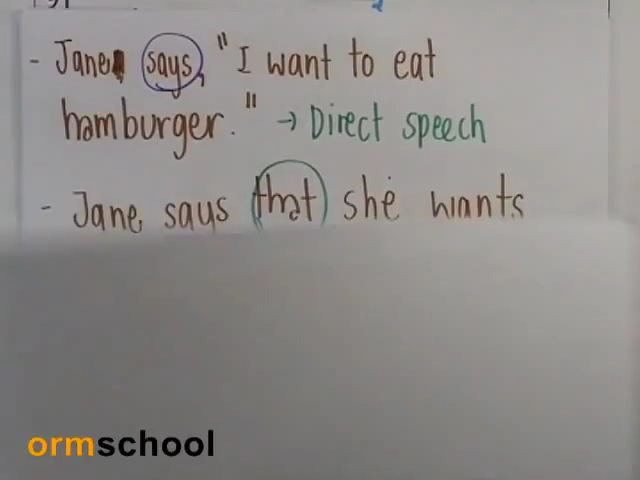 - Jane says, "I want to eat
hamburger." → Direct speech
- Jane says that she wants
ormschool